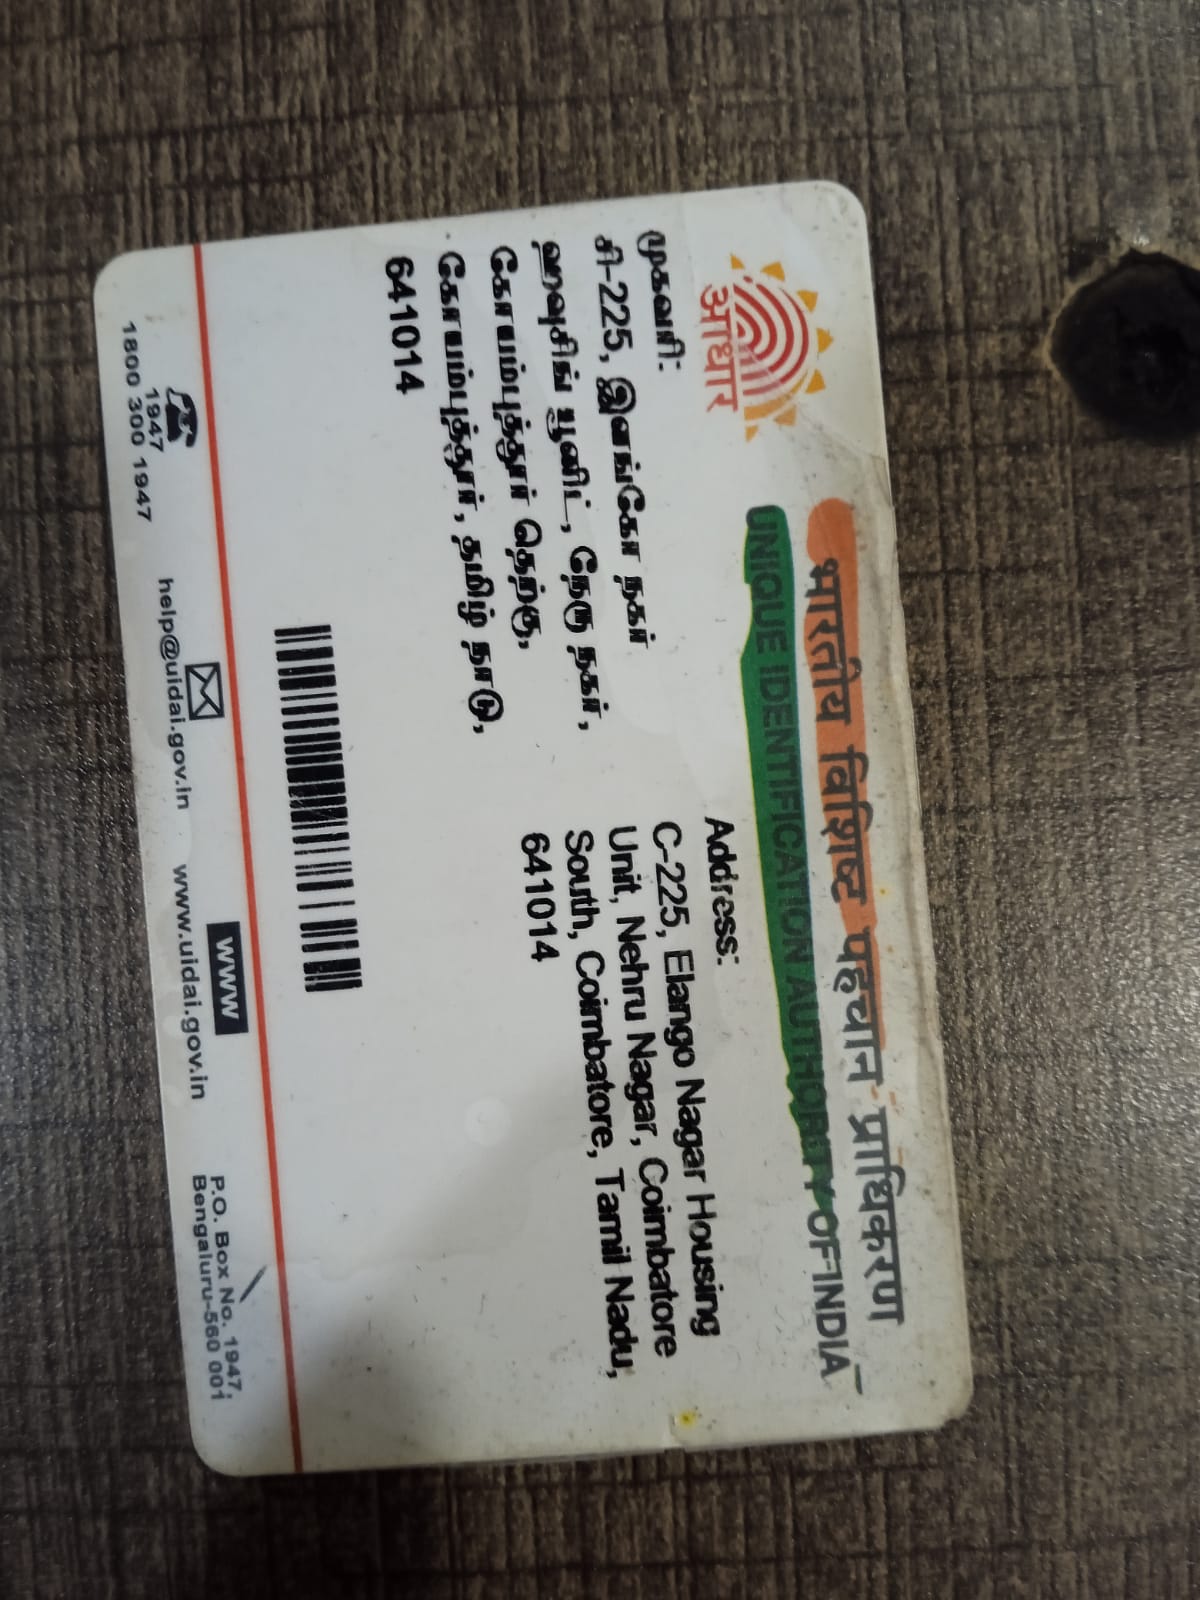 भारतीय विशिष्ट पहचान प्राधिकरण
UNIQUE IDENTIFICATION AUTHORITY OF INDIA
आधार
முகவரி:
சி-225, இளங்கோ நகர்
ஹவுசிங் யூனிட், நேரு நகர்,
கோயம்புத்தூர் தெற்கு,
கோயம்புத்தூர், தமிழ் நாடு,
641014
Address:
C-225, Elango Nagar Housing
Unit, Nehru Nagar, Coimbatore
South, Coimbatore, Tamil Nadu,
641014
1947
1800 300 1947
help@uidai.gov.in
WWW
www.uidai.gov.in
P.O. Box No. 1947,
Bengaluru-560 001